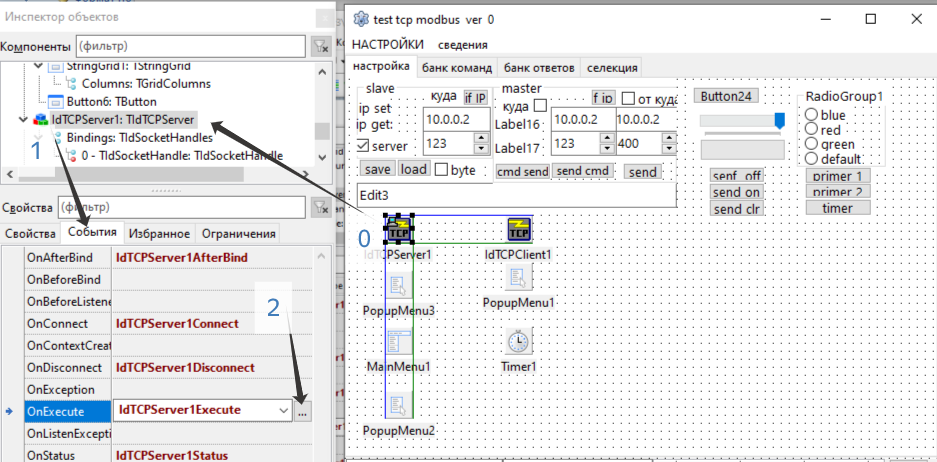 Инспектор объектов
Компоненты (фильтр)
StringGrid1: TStringGrid
Columns: TGridColumns
Button6: TButton
IdTCPServer1: TIdTCPServer
Bindings: TIdSocketHandles
0 - TIdSocketHandle: TIdSocketHandle
1
Свойства (фильтр)
Свойства События Избранное Ограничения
OnAfterBind IdTCPServer1AfterBind
OnBeforeBind
OnBeforeListene
OnConnect IdTCPServer1Connect
OnContextCreat
OnDisconnect IdTCPServer1Disconnect
OnException
OnExecute IdTCPServer1Execute ...
OnListenExcepti
OnStatus IdTCPServer1Status
2
test tcp modbus ver 0
НАСТРОЙКИ сведения
настройка банк команд банк ответов селекция
slave
куда if IP
ip set:
ip get: 10.0.0.2
server 123
save load byte
master
куда f ip от куда
Label16 10.0.0.2 10.0.0.2
Label17 123 400
cmd send send cmd send
Edit3
Button24
senf off
send on
send clr
RadioGroup1
blue
red
green
default
primer 1
primer 2
timer
0
TCP TCP
IdTCPServer1 IdTCPClient1
PopupMenu3 PopupMenu1
MainMenu1 Timer1
PopupMenu2